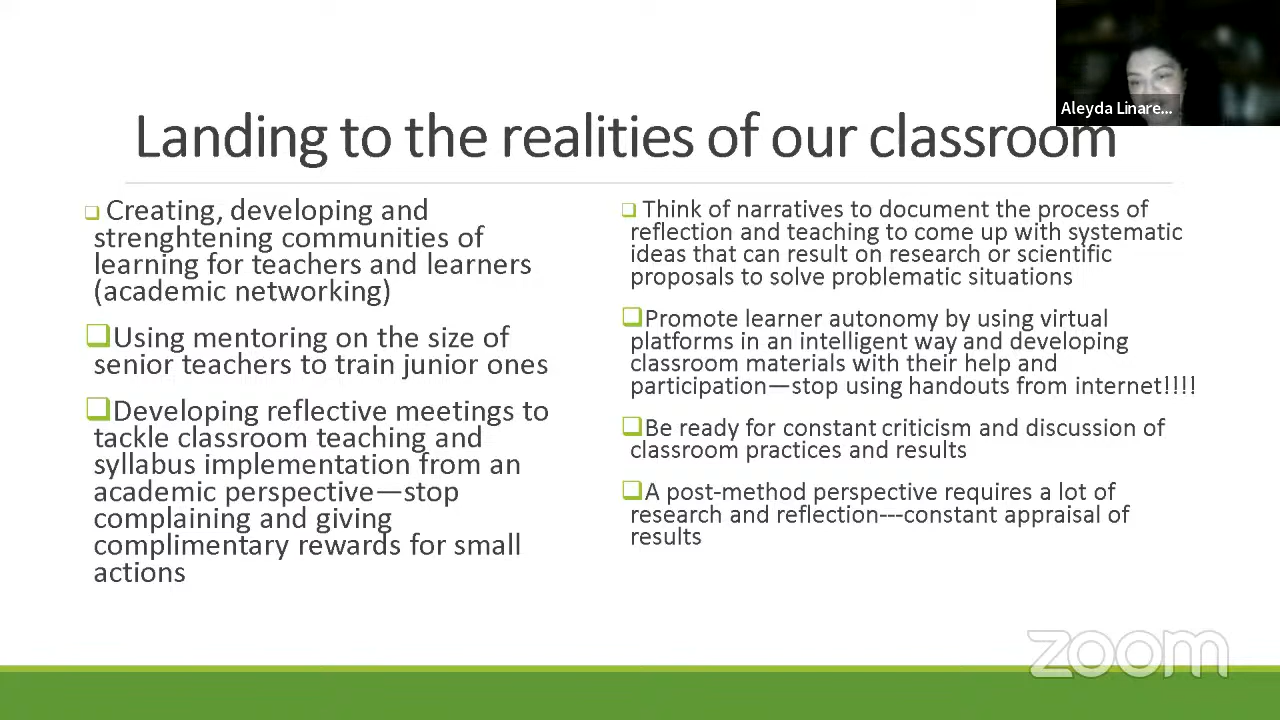 Aleyda Linare...
Landing to the realities of our classroom
❑ Creating, developing and
strenghtening communities of
learning for teachers and learners
(academic networking)
❑Using mentoring on the size of
senior teachers to train junior ones
❑Developing reflective meetings to
tackle classroom teaching and
syllabus implementation from an
academic perspective—stop
complaining and giving
complimentary rewards for small
actions
❑ Think of narratives to document the process of
reflection and teaching to come up with systematic
ideas that can result on research or scientific
proposals to solve problematic situations
❑Promote learner autonomy by using virtual
platforms in an intelligent way and developing
classroom materials with their help and
participation—stop using handouts from internet!!!!
❑Be ready for constant criticism and discussion of
classroom practices and results
❑A post-method perspective requires a lot of
research and reflection---constant appraisal of
results
zoom